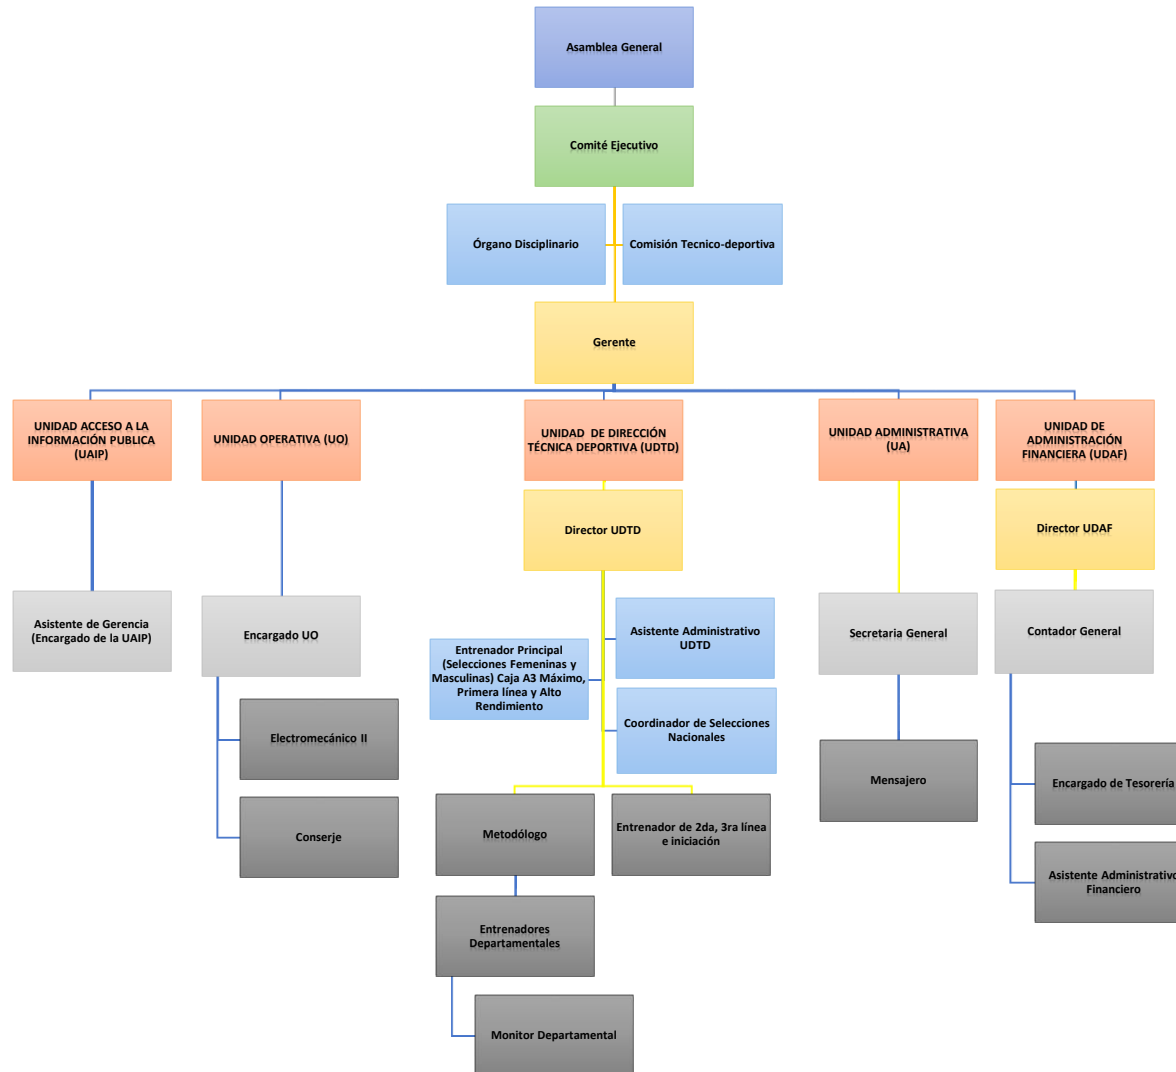 Asamblea General
Comité Ejecutivo
Órgano Disciplinario
Comisión Tecnico-deportiva
Gerente
UNIDAD ACCESO A LA
INFORMACIÓN PUBLICA
(UAIP)
UNIDAD OPERATIVA (UO)
UNIDAD DE DIRECCIÓN
TÉCNICA DEPORTIVA (UDTD)
UNIDAD ADMINISTRATIVA
(UA)
UNIDAD DE
ADMINISTRACIÓN
FINANCIERA (UDAF)
Director UDTD
Director UDAF
Asistente de Gerencia
(Encargado de la UAIP)
Encargado UO
Secretaria General
Contador General
Asistente Administrativo
UDTD
Entrenador Principal
(Selecciones Femeninas y
Masculinas) Caja A3 Máximo,
Primera línea y Alto
Rendimiento
Coordinador de Selecciones
Nacionales
Electromecánico II
Conserje
Mensajero
Encargado de Tesorería
Asistente Administrativo
Financiero
Metodólogo
Entrenador de 2da, 3ra línea
e iniciación
Entrenadores
Departamentales
Monitor Departamental